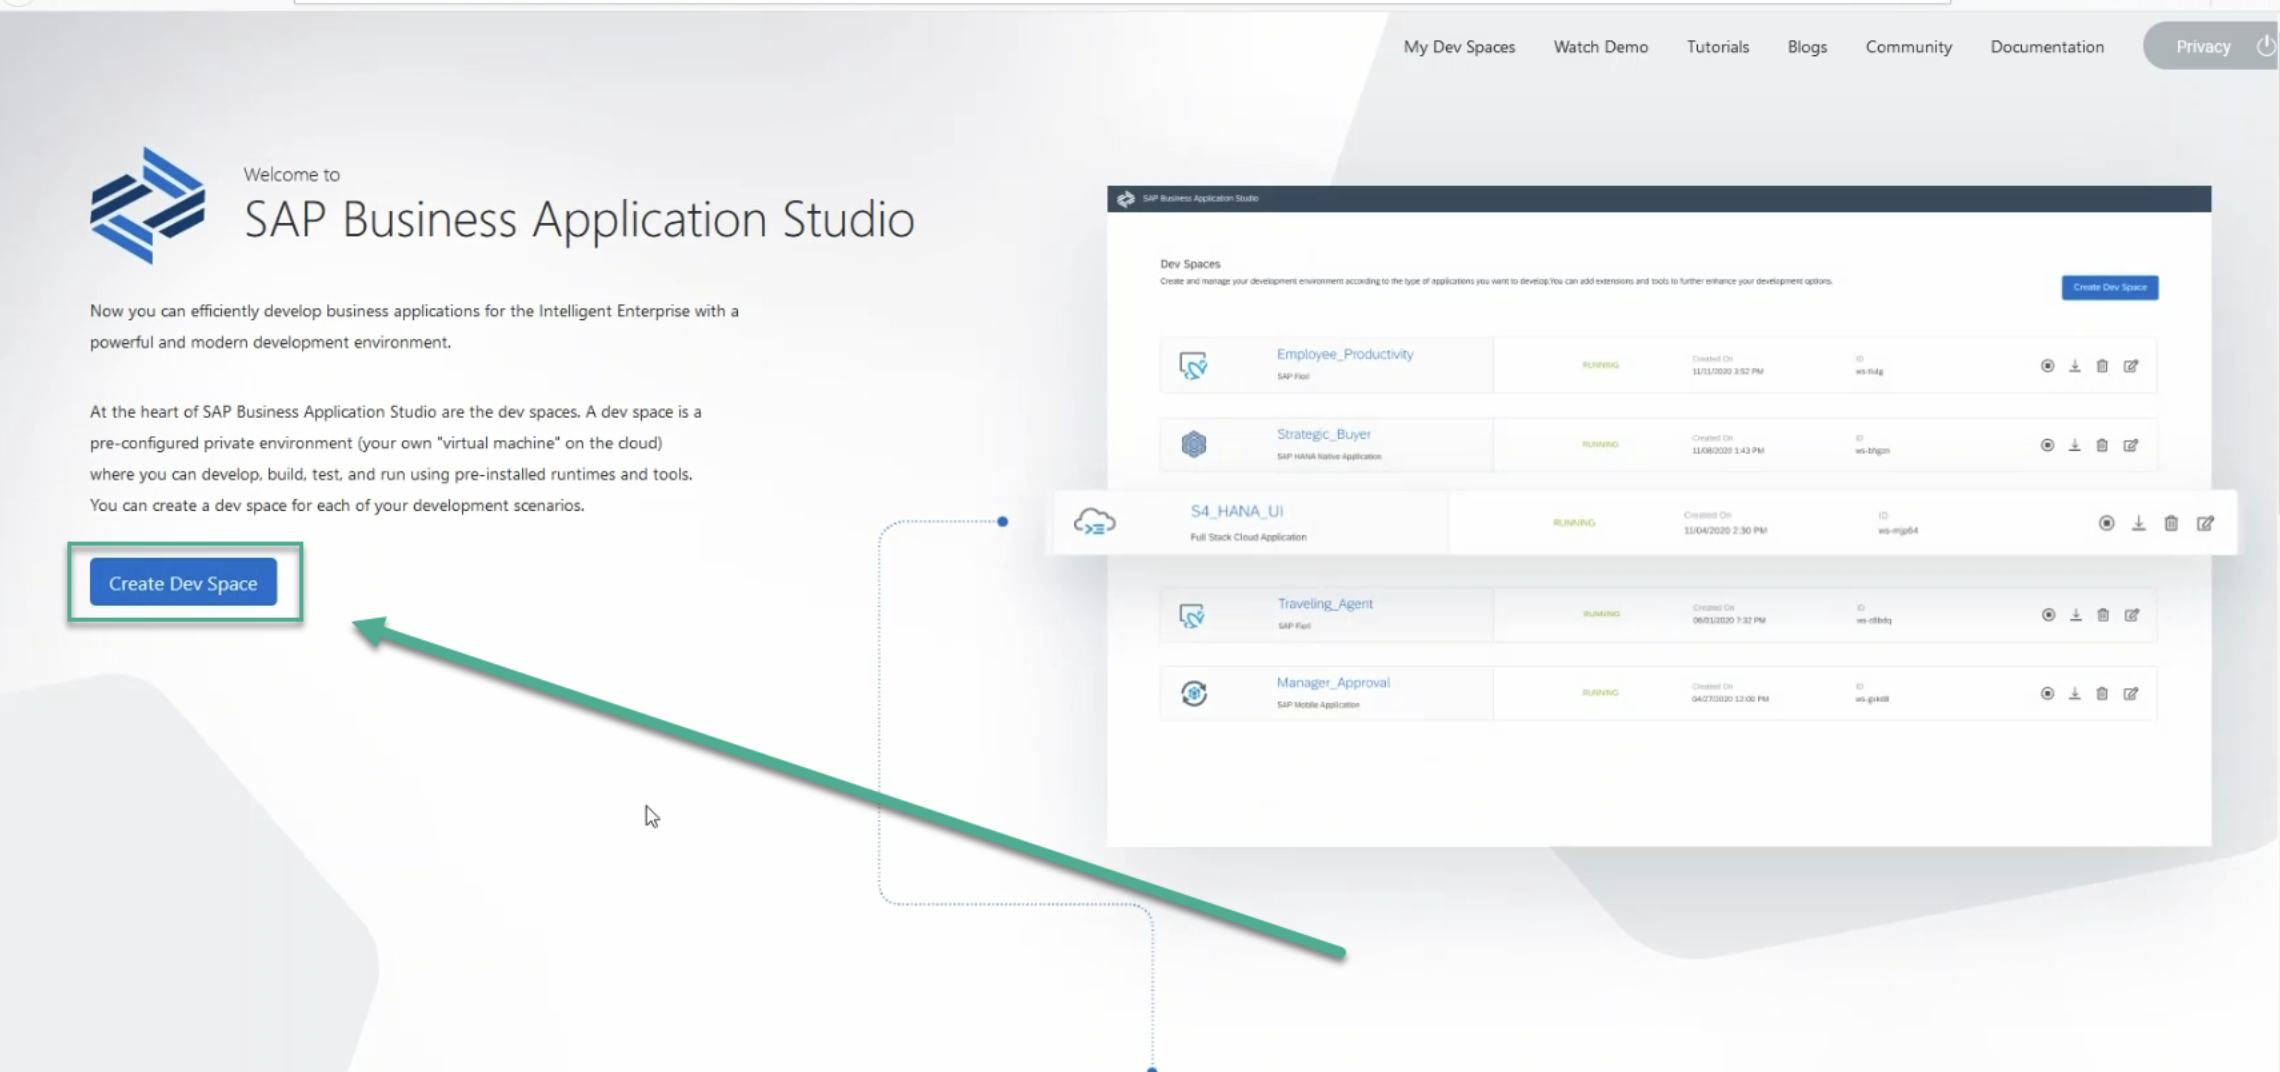 My Dev Spaces Watch Demo Tutorials Blogs Community Documentation Privacy
Welcome to
SAP Business Application Studio
Now you can efficiently develop business applications for the Intelligent Enterprise with a
powerful and modern development environment.
At the heart of SAP Business Application Studio are the dev spaces. A dev space is a
pre-configured private environment (your own "virtual machine" on the cloud)
where you can develop, build, test, and run using pre-installed runtimes and tools.
You can create a dev space for each of your development scenarios.
Create Dev Space
SAP Business Application Studio
Dev Spaces
Create and manage your development environment according to the type of applications you want to develop.You can add extensions and tools to further enhance your development options.
Create Dev Space
Employee_Productivity
SAP Fiori
RUNNING
Created On
11/11/2020 3:52 PM
ID
Strategic_Buyer
SAP HANA Native Application
RUNNING
Created On
11/08/2020 1:43 PM
ID
S4_HANA_UI
Full Stack Cloud Application
RUNNING
Created On
11/04/2020 2:30 PM
ID
ws-mjp64
Traveling_Agent
SAP Fiori
RUNNING
Created On
06/01/2020 7:32 PM
ID
Manager_Approval
SAP Mobile Application
RUNNING
Created On
04/27/2020 12:00 PM
ID